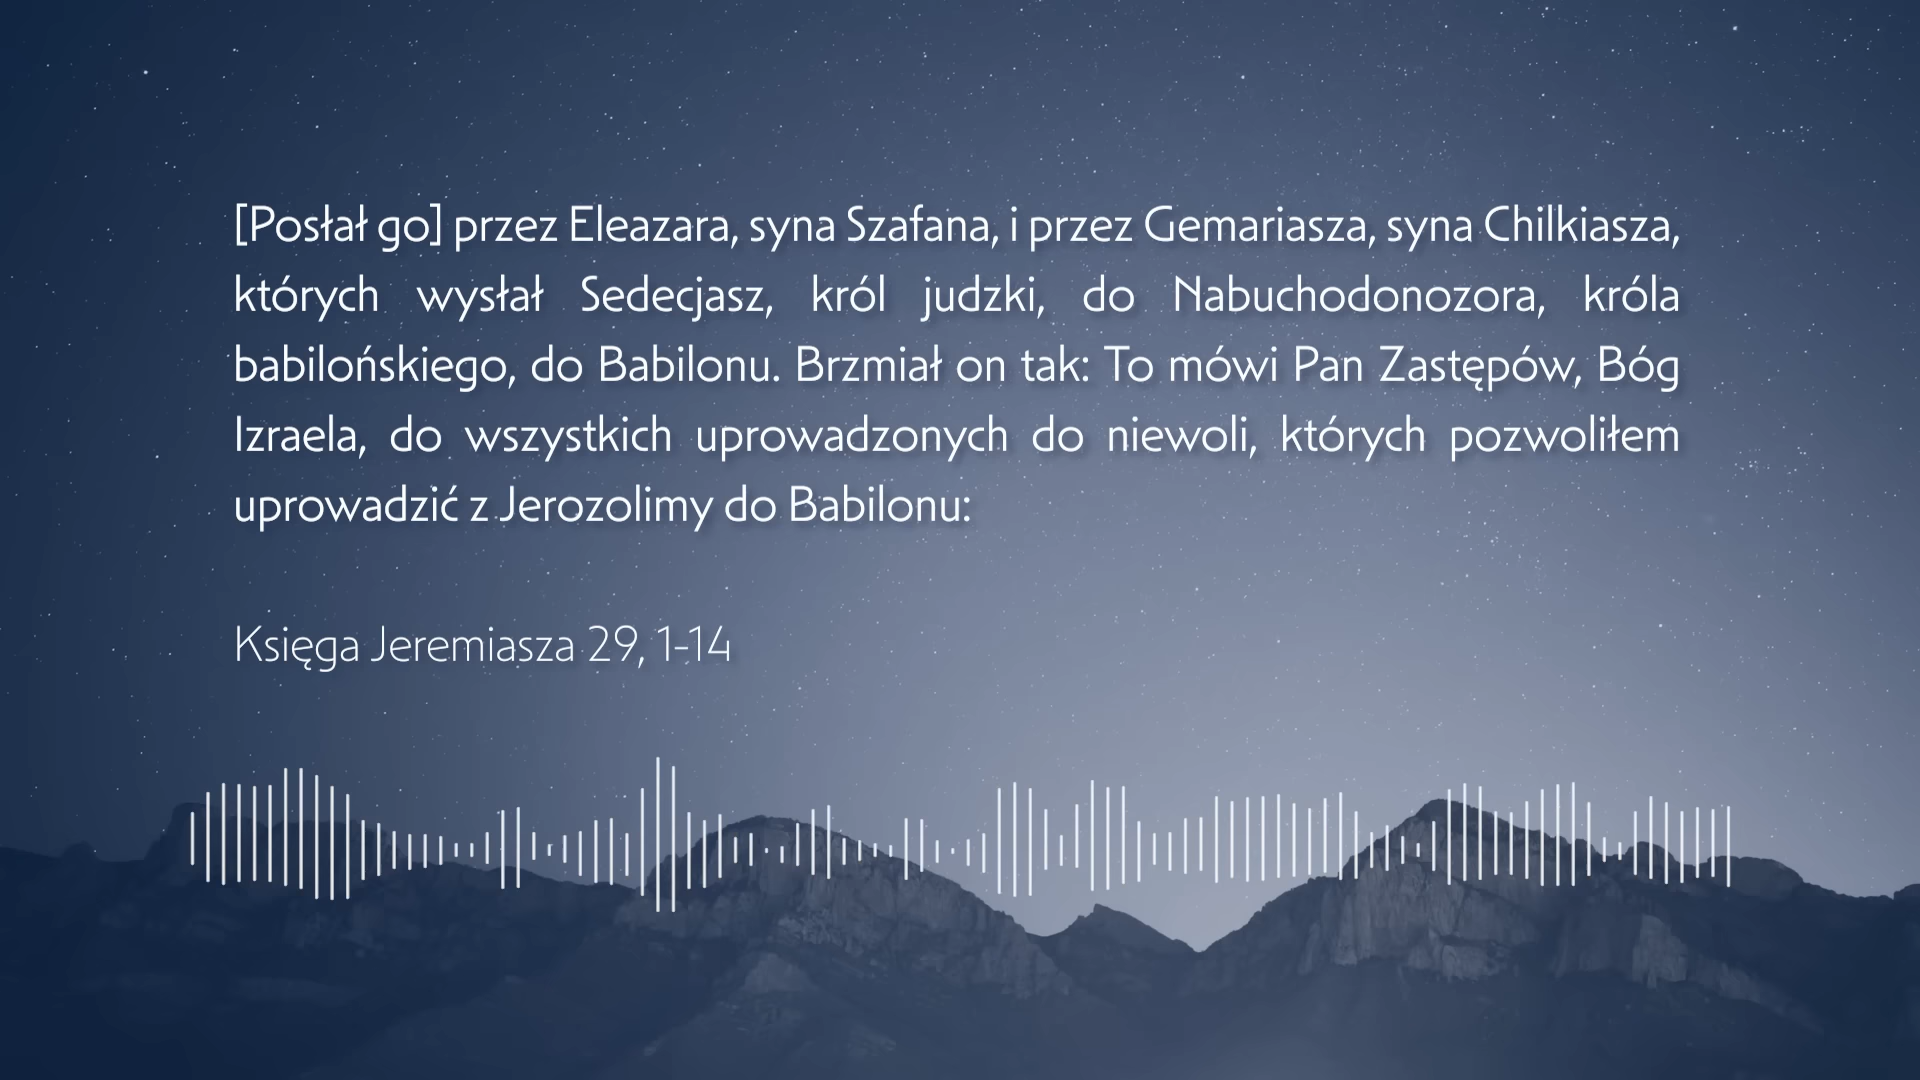 [Posłał go] przez Eleazara, syna Szafana, i przez Gemariasza, syna Chilkiasza,
których wysłał Sedecjasz, król judzki, do Nabuchodonozora, króla
babilońskiego, do Babilonu. Brzmiał on tak: To mówi Pan Zastępów, Bóg
Izraela, do wszystkich uprowadzonych do niewoli, których pozwoliłem
uprowadzić z Jerozolimy do Babilonu:
Księga Jeremiasza 29, 1-14